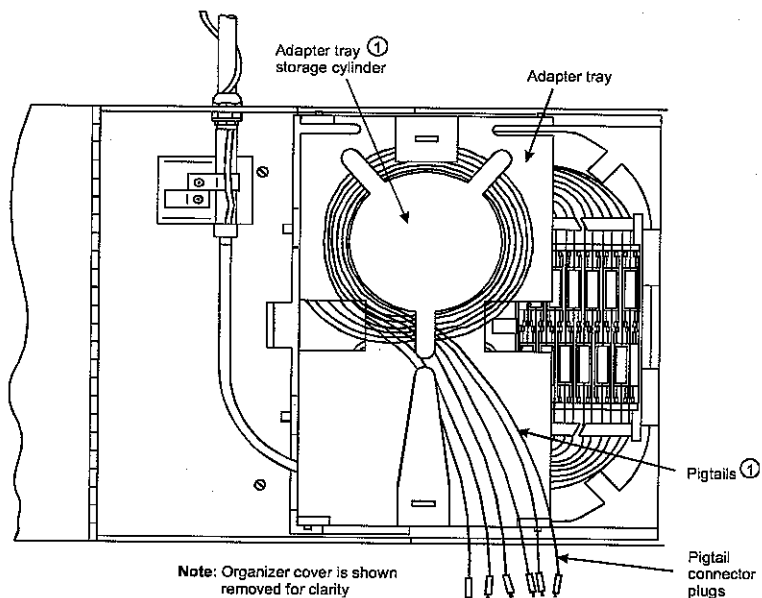 Adapter tray ①
storage cylinder
Adapter tray
Pigtails ①
Pigtail
connector
plugs
Note: Organizer cover is shown
removed for clarity